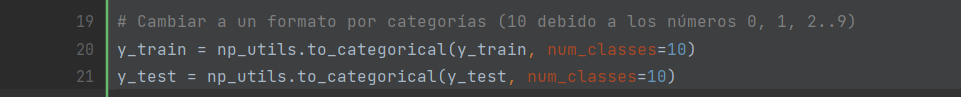 19 # Cambiar a un formato por categorías (10 debido a los números 0, 1, 2..9)
20 y_train = np_utils.to_categorical(y_train, num_classes=10)
21 y_test = np_utils.to_categorical(y_test, num_classes=10)